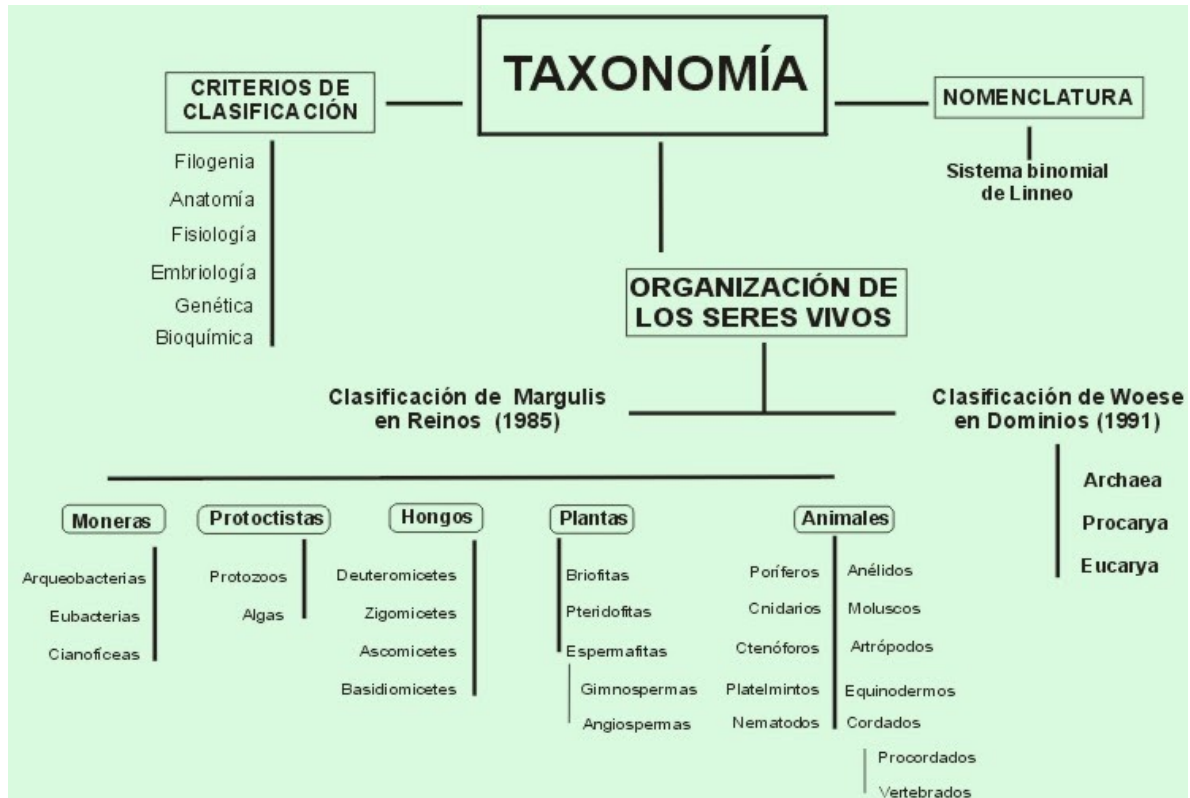 TAXONOMÍA
CRITERIOS DE
CLASIFICACIÓN
Filogenia
Anatomía
Fisiología
Embriología
Genética
Bioquímica
NOMENCLATURA
Sistema binomial
de Linneo
ORGANIZACIÓN DE
LOS SERES VIVOS
Clasificación de Margulis
en Reinos (1985)
Clasificación de Woese
en Dominios (1991)
Archaea
Procarya
Eucarya
Moneras
Arqueobacterias
Eubacterias
Cianofíceas
Protoctistas
Protozoos
Algas
Hongos
Deuteromicetes
Zigomicetes
Ascomicetes
Basidiomicetes
Plantas
Briofitas
Pteridofitas
Espermafitas
Gimnospermas
Angiospermas
Animales
Poríferos
Cnidarios
Ctenóforos
Platelmintos
Nematodos
Anélidos
Moluscos
Artrópodos
Equinodermos
Cordados
Procordados
Vertebrados